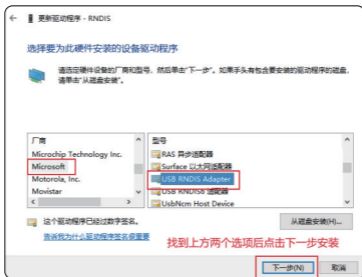 更新驱动程序 - RNDIS
选择要为此硬件安装的设备驱动程序
请选定硬件设备的厂商和型号，然后单击“下一步”。如果手头有包含要安装的驱动程序的磁盘，
请单击“从磁盘安装”。
厂商
Microchip Technology Inc.
Microsoft
Motorola, Inc.
Movistar
型号
RAS 异步适配器
Surface 以太网适配器
USB RNDIS Adapter
USB RNDIS6 适配器
UsbNcm Host Device
这个驱动程序已经过数字签名。
告诉我为什么驱动程序签名很重要
从磁盘安装(H)...
找到上方两个选项后点击下一步安装
下一步(N)
取消